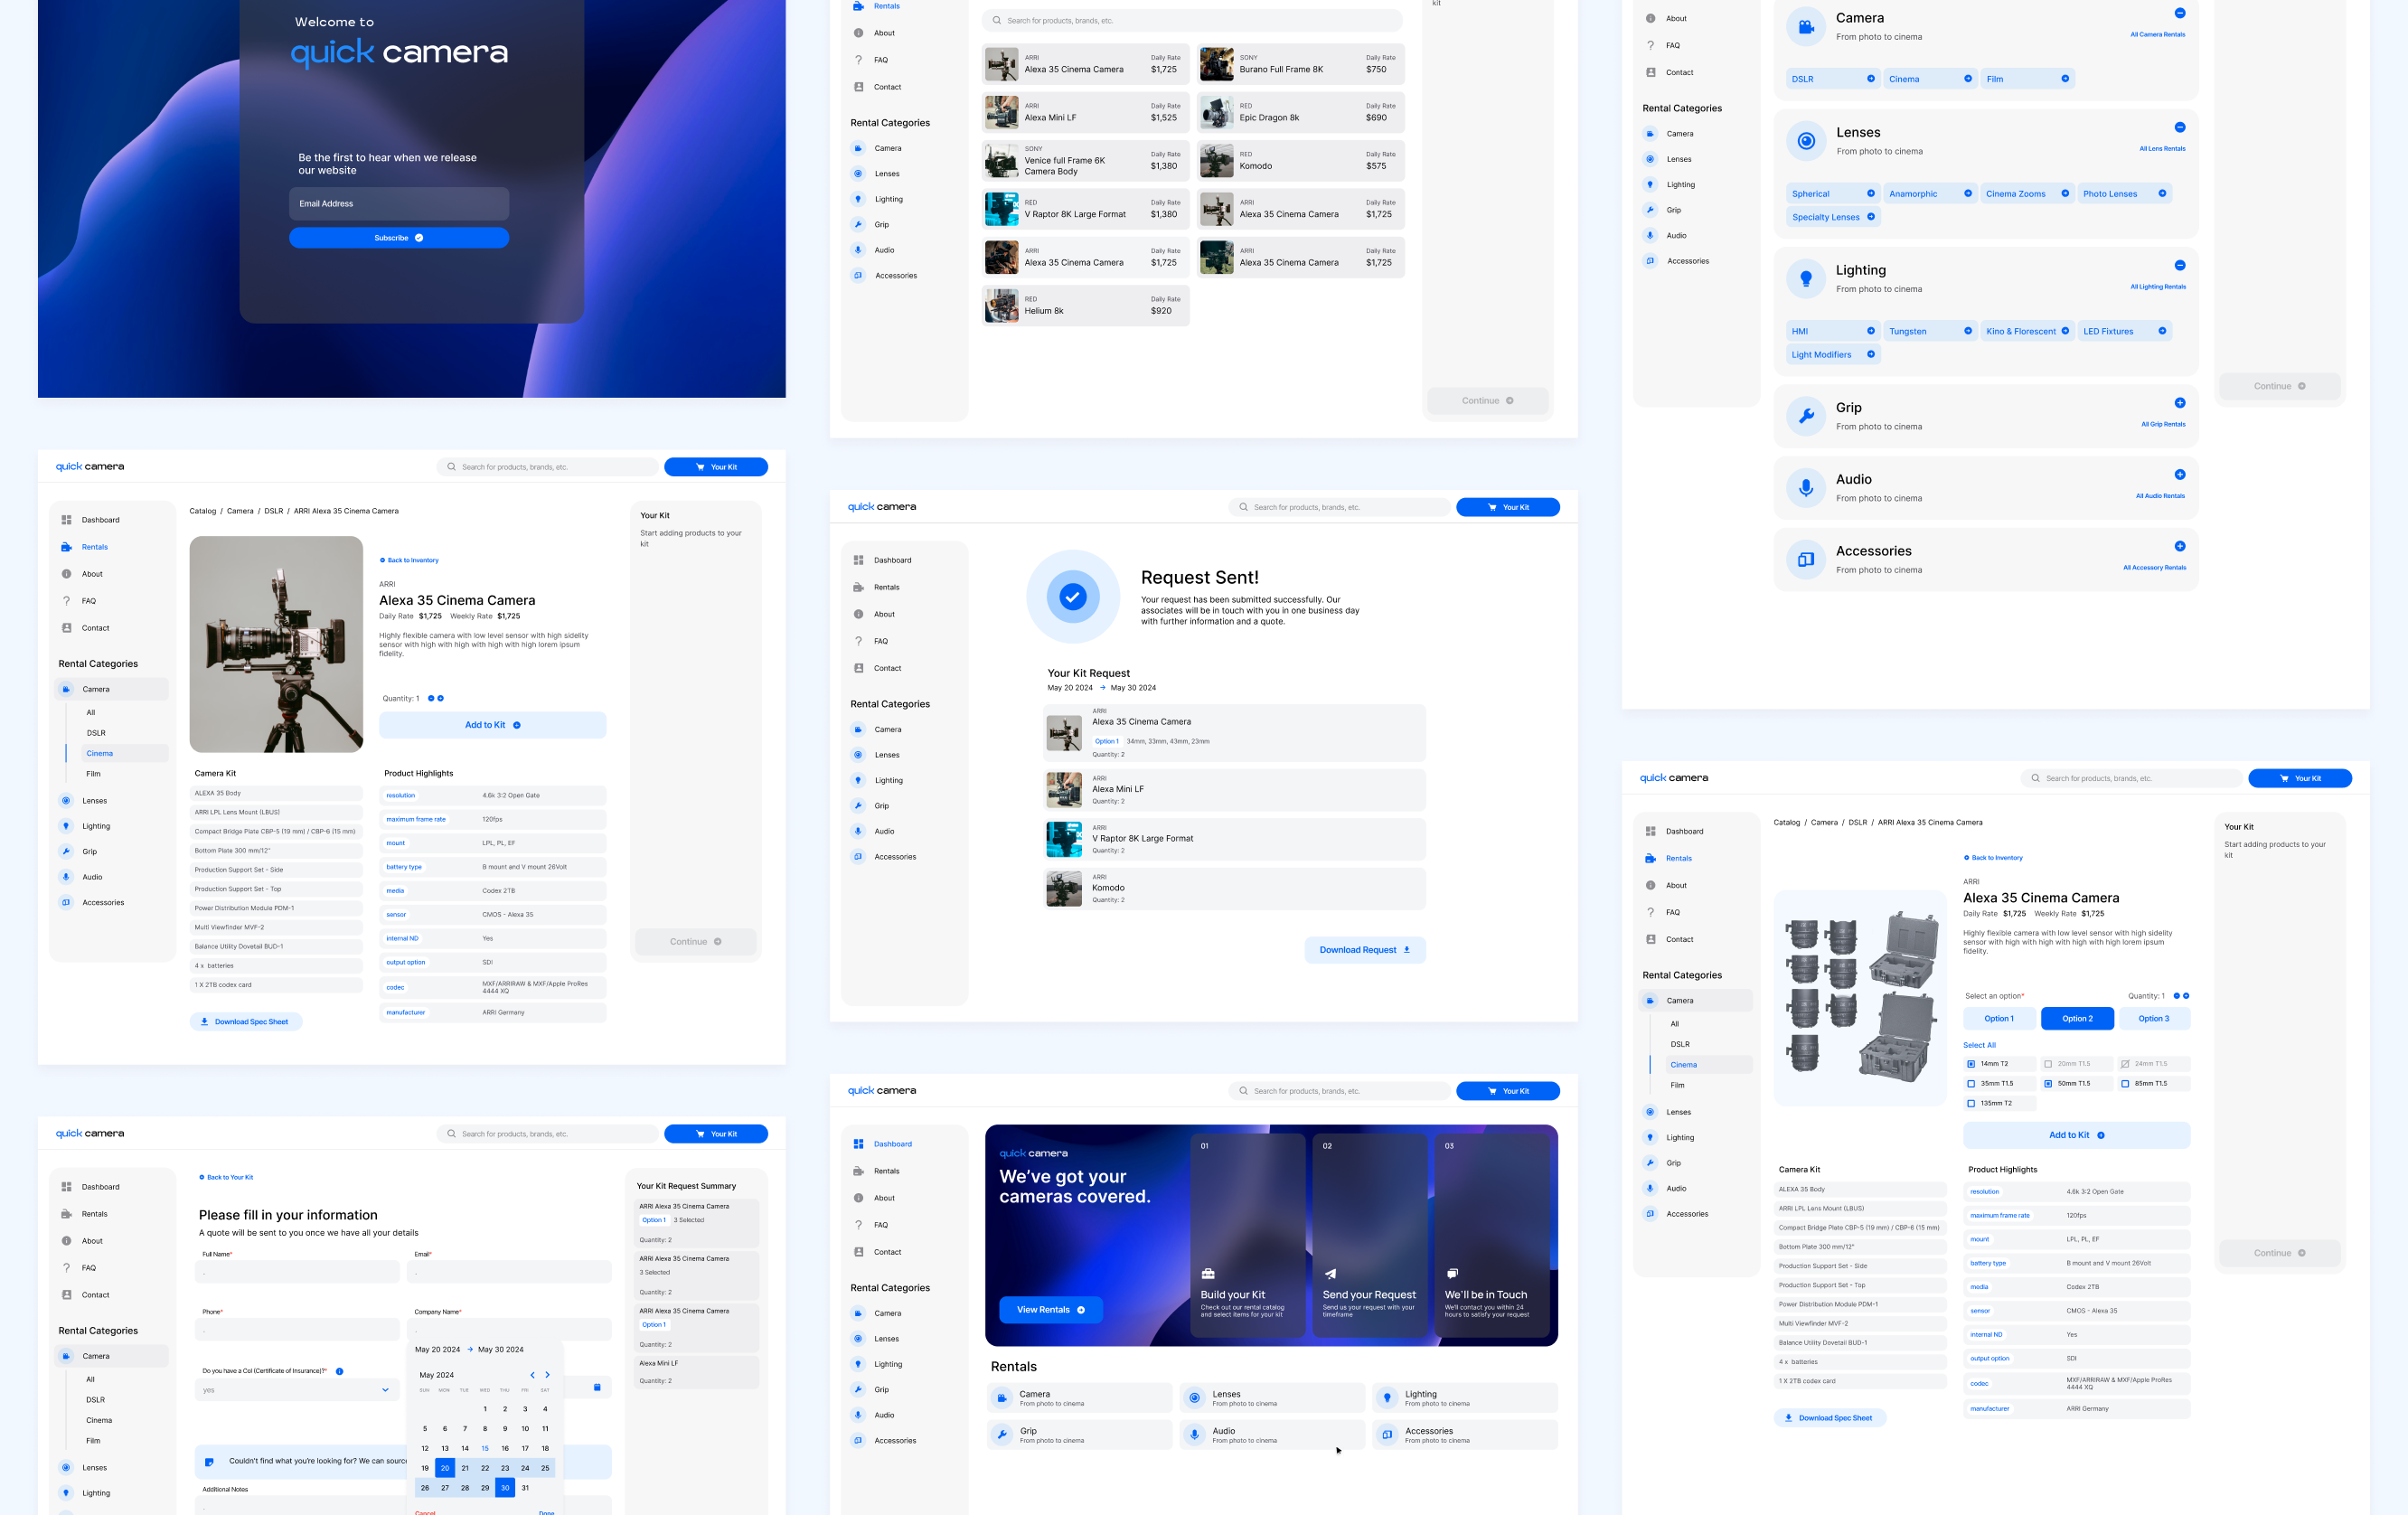 Welcome to
quick camera
Be the first to hear when we release
our website
Email Address
Subscribe
quick camera
Search for products, brands, etc.
Your Kit
Dashboard
Rentals
About
FAQ
Contact
Rental Categories
Camera
All
DSLR
Cinema
Film
Lenses
Lighting
Grip
Audio
Accessories
Catalog / Camera / DSLR / ARRI Alexa 35 Cinema Camera
Back to Inventory
ARRI
Alexa 35 Cinema Camera
Daily Rate $1,725 Weekly Rate $1,725
Highly flexible camera with low level sensor with high sidelity
sensor with high with high with high with high lorem ipsum
fidelity.
Quantity: 1
Add to Kit
Camera Kit
ALEXA 35 Body
ARRI LPL Lens Mount (LBUS)
Compact Bridge Plate CBP-5 (19 mm) / CBP-6 (15 mm)
Bottom Plate 300 mm/12"
Production Support Set - Side
Production Support Set - Top
Power Distribution Module PDM-1
Multi Viewfinder MVF-2
Balance Utility Dovetail BUD-1
4 x batteries
1 X 2TB codex card
Download Spec Sheet
Product Highlights
resolution 4.6k 3:2 Open Gate
maximum frame rate 120fps
mount LPL, PL, EF
battery type B mount and V mount 26Volt
media Codex 2TB
sensor CMOS - Alexa 35
internal ND Yes
output option SDI
codec MXF/ARRIRAW & MXF/Apple ProRes
4444 XQ
manufacturer ARRI Germany
Your Kit
Start adding products to your
kit
Continue
quick camera
Search for products, brands, etc.
Your Kit
Dashboard
Rentals
About
FAQ
Contact
Rental Categories
Camera
All
DSLR
Cinema
Film
Lenses
Lighting
Back to Your Kit
Please fill in your information
A quote will be sent to you once we have all your details
Full Name*
Email*
Phone*
Company Name*
Do you have a CoI (Certificate of Insurance)?*
yes
May 20 2024 → May 30 2024
May 2024
SUN MON TUE WED THU FRI SAT
1 2 3 4
5 6 7 8 9 10 11
12 13 14 15 16 17 18
19 20 21 22 23 24 25
26 27 28 29 30 31
Cancel Done
Couldn't find what you're looking for? We can
Additional Notes
Your Kit Request Summary
ARRI Alexa 35 Cinema Camera
Option 1 3 Selected
Quantity: 2
ARRI Alexa 35 Cinema Camera
3 Selected
Quantity: 2
ARRI Alexa 35 Cinema Camera
Option 1
Quantity: 2
Alexa Mini LF
Quantity: 2
Rentals
About
FAQ
Contact
Rental Categories
Camera
Lenses
Lighting
Grip
Audio
Accessories
Search for products, brands, etc.
ARRI Daily Rate
Alexa 35 Cinema Camera $1,725
SONY Daily Rate
Burano Full Frame 8K $750
ARRI Daily Rate
Alexa Mini LF $1,525
RED Daily Rate
Epic Dragon 8k $690
SONY Daily Rate
Venice full Frame 6K $1,380
Camera Body
RED Daily Rate
Komodo $575
RED Daily Rate
V Raptor 8K Large Format $1,380
ARRI Daily Rate
Alexa 35 Cinema Camera $1,725
ARRI Daily Rate
Alexa 35 Cinema Camera $1,725
ARRI Daily Rate
Alexa 35 Cinema Camera $1,725
RED Daily Rate
Helium 8k $920
kit
Continue
quick camera
Search for products, brands, etc.
Your Kit
Dashboard
Rentals
About
FAQ
Contact
Rental Categories
Camera
Lenses
Lighting
Grip
Audio
Accessories
Request Sent!
Your request has been submitted successfully. Our
associates will be in touch with you in one business day
with further information and a quote.
Your Kit Request
May 20 2024 → May 30 2024
ARRI
Alexa 35 Cinema Camera
Option 1 34mm, 33mm, 43mm, 23mm
Quantity: 2
ARRI
Alexa Mini LF
Quantity: 2
ARRI
V Raptor 8K Large Format
Quantity: 2
ARRI
Komodo
Quantity: 2
Download Request
quick camera
Search for products, brands, etc.
Your Kit
Dashboard
Rentals
About
FAQ
Contact
Rental Categories
Camera
Lenses
Lighting
Grip
Audio
Accessories
quick camera
We've got your
cameras covered.
View Rentals
01
Build your Kit
Check out our rental catalog
and select items for your kit
02
Send your Request
Send us your request with your
timeframe
03
We'll be in Touch
We'll contact you within 24
hours to satisfy your request
Rentals
Camera
From photo to cinema
Lenses
From photo to cinema
Lighting
From photo to cinema
Grip
From photo to cinema
Audio
From photo to cinema
Accessories
From photo to cinema
About
FAQ
Contact
Rental Categories
Camera
Lenses
Lighting
Grip
Audio
Accessories
Camera
From photo to cinema
All Camera Rentals
DSLR Cinema Film
Lenses
From photo to cinema
All Lens Rentals
Spherical Anamorphic Cinema Zooms Photo Lenses
Specialty Lenses
Lighting
From photo to cinema
All Lighting Rentals
HMI Tungsten Kino & Florescent LED Fixtures
Light Modifiers
Grip
From photo to cinema
All Grip Rentals
Audio
From photo to cinema
All Audio Rentals
Accessories
From photo to cinema
All Accessory Rentals
Continue
quick camera
Search for products, brands, etc.
Your Kit
Dashboard
Rentals
About
FAQ
Contact
Rental Categories
Camera
All
DSLR
Cinema
Film
Lenses
Lighting
Grip
Audio
Accessories
Catalog / Camera / DSLR / ARRI Alexa 35 Cinema Camera
Back to Inventory
ARRI
Alexa 35 Cinema Camera
Daily Rate $1,725 Weekly Rate $1,725
Highly flexible camera with low level sensor with high sidelity
sensor with high with high with high with high lorem ipsum
fidelity.
Select an option* Quantity: 1
Option 1 Option 2 Option 3
Select All
14mm T2 20mm T1.5 24mm T1.5
35mm T1.5 50mm T1.5 85mm T1.5
135mm T2
Add to Kit
Camera Kit
ALEXA 35 Body
ARRI LPL Lens Mount (LBUS)
Compact Bridge Plate CBP-5 (19 mm) / CBP-6 (15 mm)
Bottom Plate 300 mm/12"
Production Support Set - Side
Production Support Set - Top
Power Distribution Module PDM-1
Multi Viewfinder MVF-2
Balance Utility Dovetail BUD-1
4 x batteries
1 X 2TB codex card
Download Spec Sheet
Product Highlights
resolution 4.6k 3:2 Open Gate
maximum frame rate 120fps
mount LPL, PL, EF
battery type B mount and V mount 26Volt
media Codex 2TB
sensor CMOS - Alexa 35
internal ND Yes
output option SDI
codec MXF/ARRIRAW & MXF/Apple ProRes
4444 XQ
manufacturer ARRI Germany
Your Kit
Start adding products to your
kit
Continue